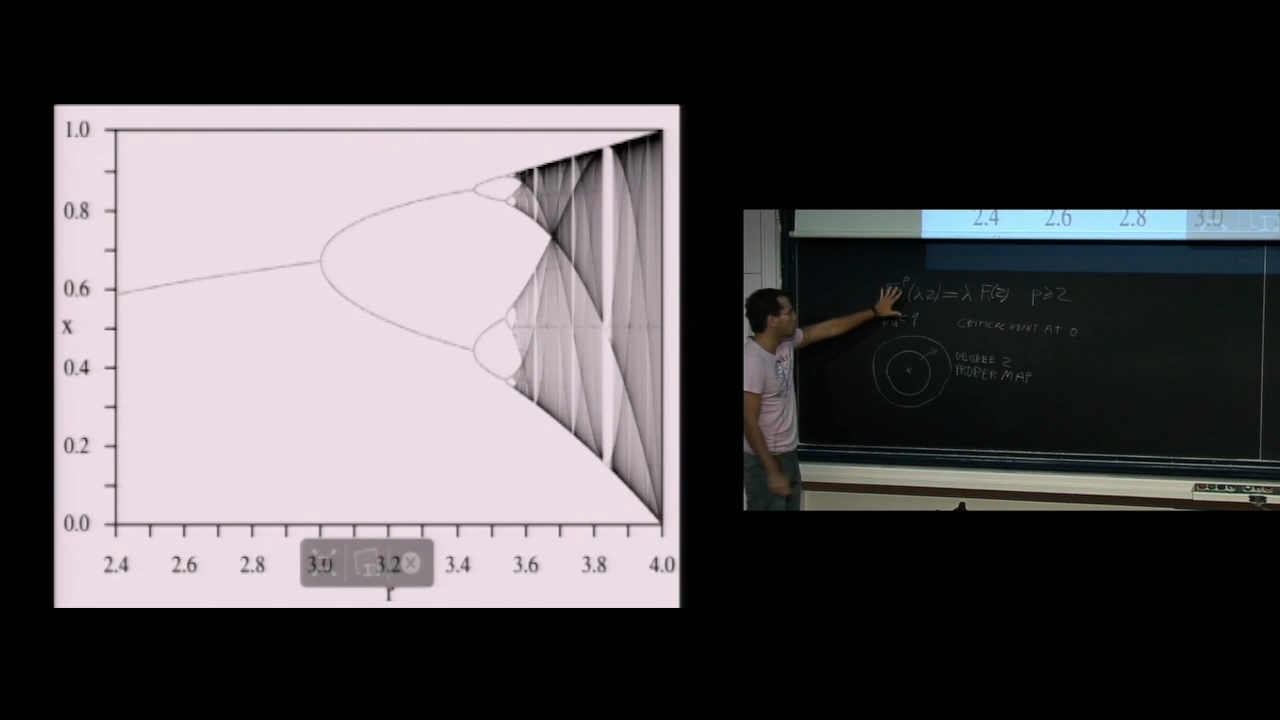 1.0
0.8
0.6
x
0.4
0.2
0.0
2.4 2.6 2.8 3.0 3.2 3.4 3.6 3.8 4.0
r
2.4 2.6 2.8 3.0
(λz)=λ F(z) p≥2
CRITICAL POINT AT 0
DEGREE 2
PROPER MAP